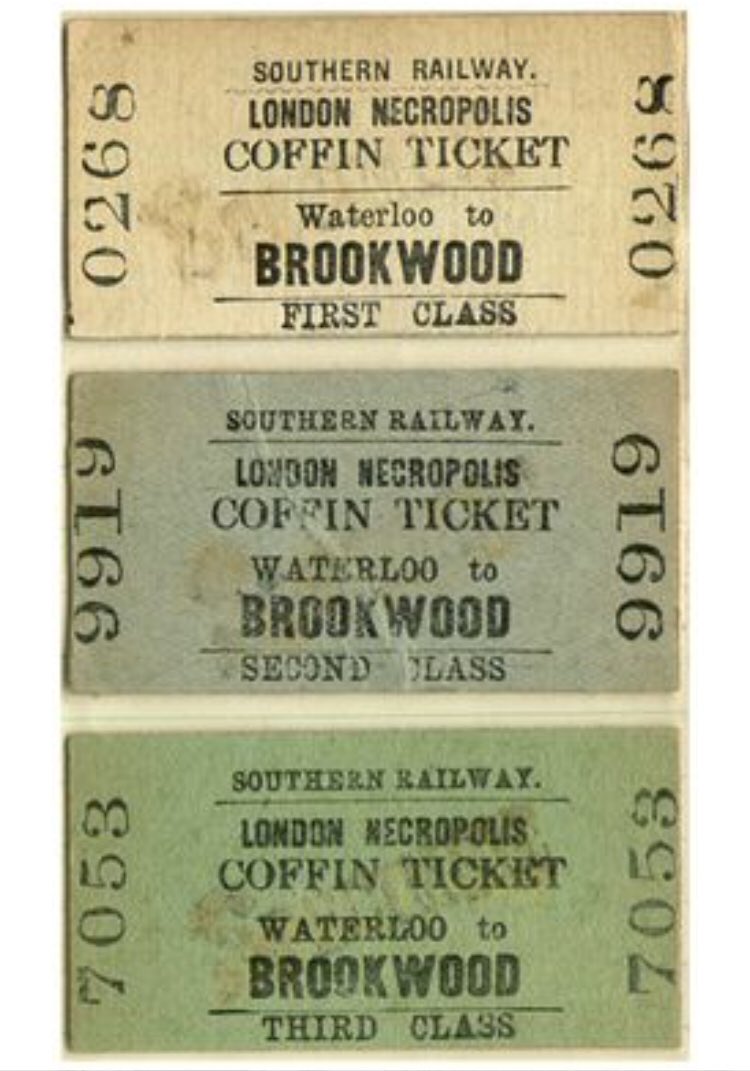 0268
SOUTHERN RAILWAY.
LONDON NECROPOLIS
COFFIN TICKET
Waterloo to
BROOKWOOD
FIRST CLASS
0268
9919
SOUTHERN RAILWAY.
LONDON NECROPOLIS
COFFIN TICKET
WATERLOO to
BROOKWOOD
SECOND CLASS
9919
7053
SOUTHERN RAILWAY.
LONDON NECROPOLIS
COFFIN TICKET
WATERLOO to
BROOKWOOD
THIRD CLASS
7053